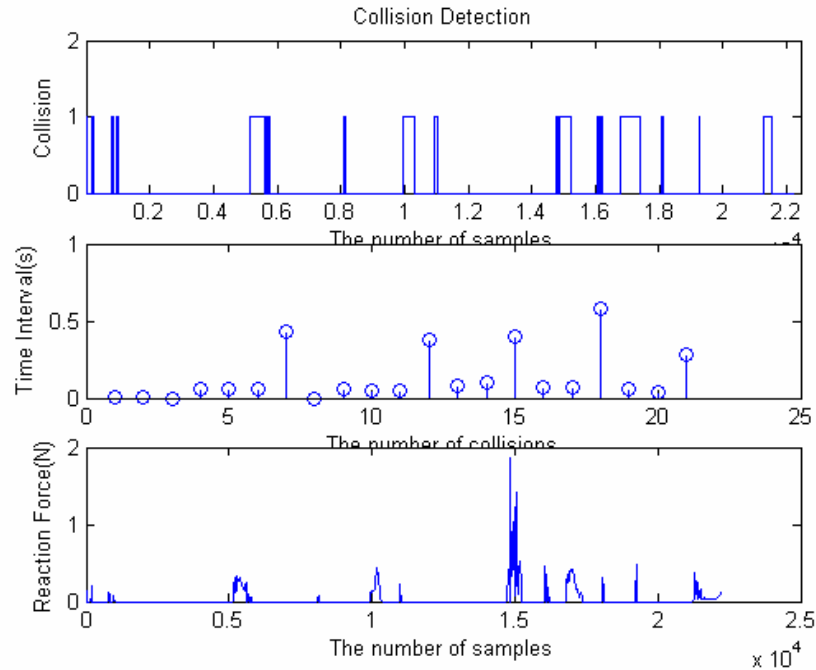 Collision Detection
Collision
2
1
0
0.2 0.4 0.6 0.8 1 1.2 1.4 1.6 1.8 2 2.2
The number of samples
Time Interval(s)
1
0.5
0
0 5 10 15 20 25
The number of collisions
Reaction Force(N)
2
1
0
0 0.5 1 1.5 2 2.5
The number of samples
x 10^4